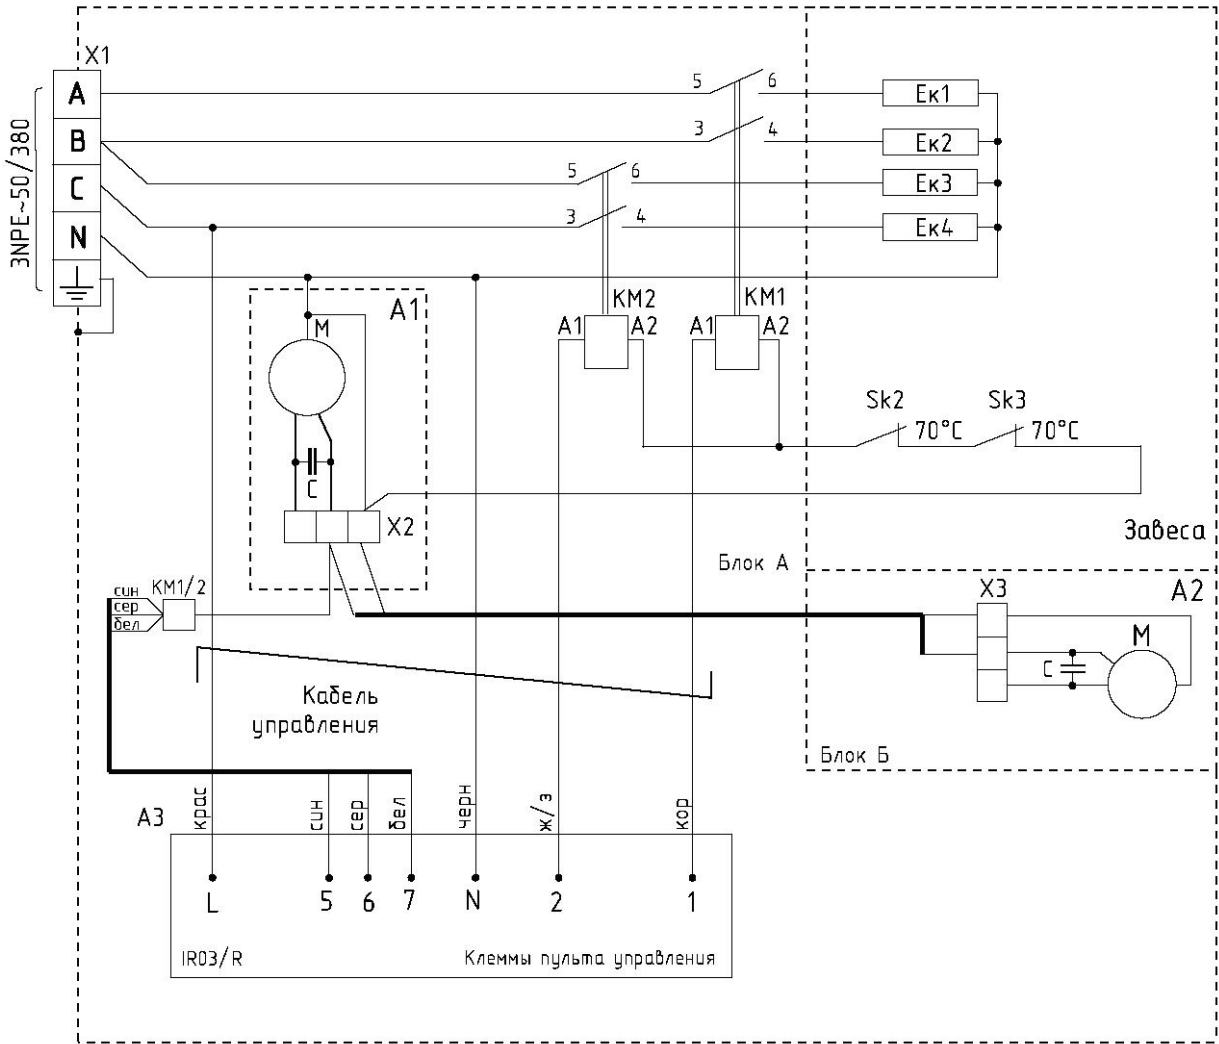 X1
A
B
C
N
3NPE~50/380
5
6
Ек1
3
4
Ек2
5
6
Ек3
3
4
Ек4
A1
M
C
X2
KM2
A1
A2
KM1
A1
A2
Sk2
70°C
Sk3
70°C
Завеса
Блок А
син
сер
бел
KM1/2
X3
A2
M
C
Блок Б
Кабель
управления
A3
крас
син
сер
бел
черн
ж/з
кор
L
5
6
7
N
2
1
IR03/R
Клеммы пульта управления